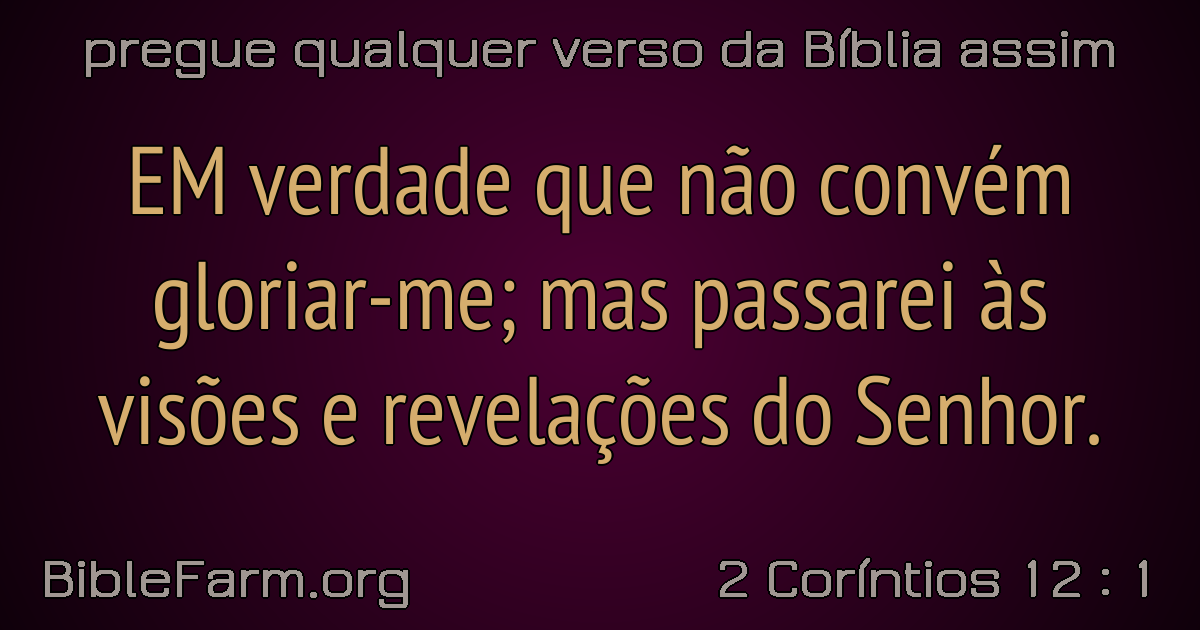 pregue qualquer verso da Bíblia assim
EM verdade que não convém
gloriar-me; mas passarei às
visões e revelações do Senhor.
BibleFarm.org
2 Coríntios 12 : 1